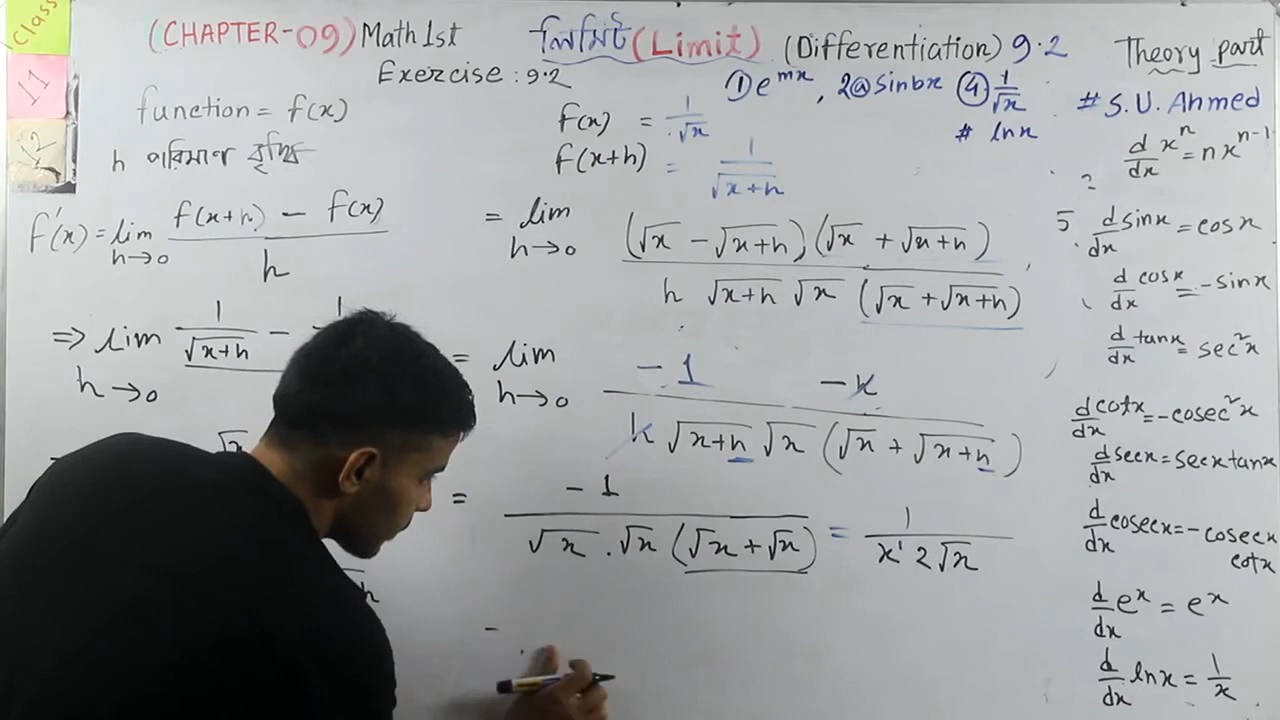 Class
11
12
(CHAPTER-09) Math 1st লিমিট (Limit) (Differentiation) 9.2 Theory part
Exercise: 9.2
① e^{mx}, 2@ sinbx ④ 1/√x
# lnx
# S. U. Ahmed
function = f(x)
h পরিমাণ বৃদ্ধি
f'(x) = lim h→0 (f(x+h) − f(x))/h
⇒ lim h→0 1/√(x+h) −
f(x) = 1/√x
f(x+h) = 1/√(x+h)
= lim h→0 (√x − √(x+h))(√x + √(x+h)) / h √(x+h) √x (√x + √(x+h))
= lim h→0 −1 −x / h √(x+h) √x (√x + √(x+h))
= −1 / √x . √x (√x + √x) = 1 / x¹ 2√x
−
d/dx x^n = nx^{n-1}
5 d/dx sinx = cosx
d/dx cosx = −sinx
d/dx tanx = sec²x
d/dx cotx = −cosec²x
d/dx secx = secx tanx
d/dx cosecx = −cosecx cotx
d/dx e^x = e^x
d/dx lnx = 1/x